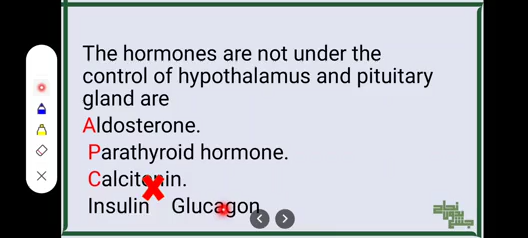 The hormones are not under the
control of hypothalamus and pituitary
gland are
Aldosterone.
Parathyroid hormone.
Calcitonin.
Insulin Glucagon